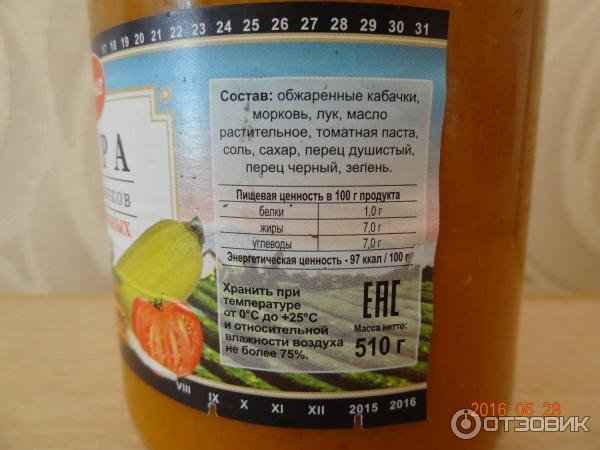 17 18 19 20 21 22 23 24 25 26 27 28 29 30 31
Состав: обжаренные кабачки,
морковь, лук, масло
растительное, томатная паста,
соль, сахар, перец душистый,
перец черный, зелень.
Пищевая ценность в 100 г продукта
белки 1,0 г
жиры 7,0 г
углеводы 7,0 г
Энергетическая ценность - 97 ккал / 100 г
Хранить при
температуре
от 0°С до +25°С
и относительной
влажности воздуха
не более 75%.
ЕАС
Масса нетто:
510 г
VIII IX X XI XII 2015 2016
2016 05 28
ОТЗОВИК